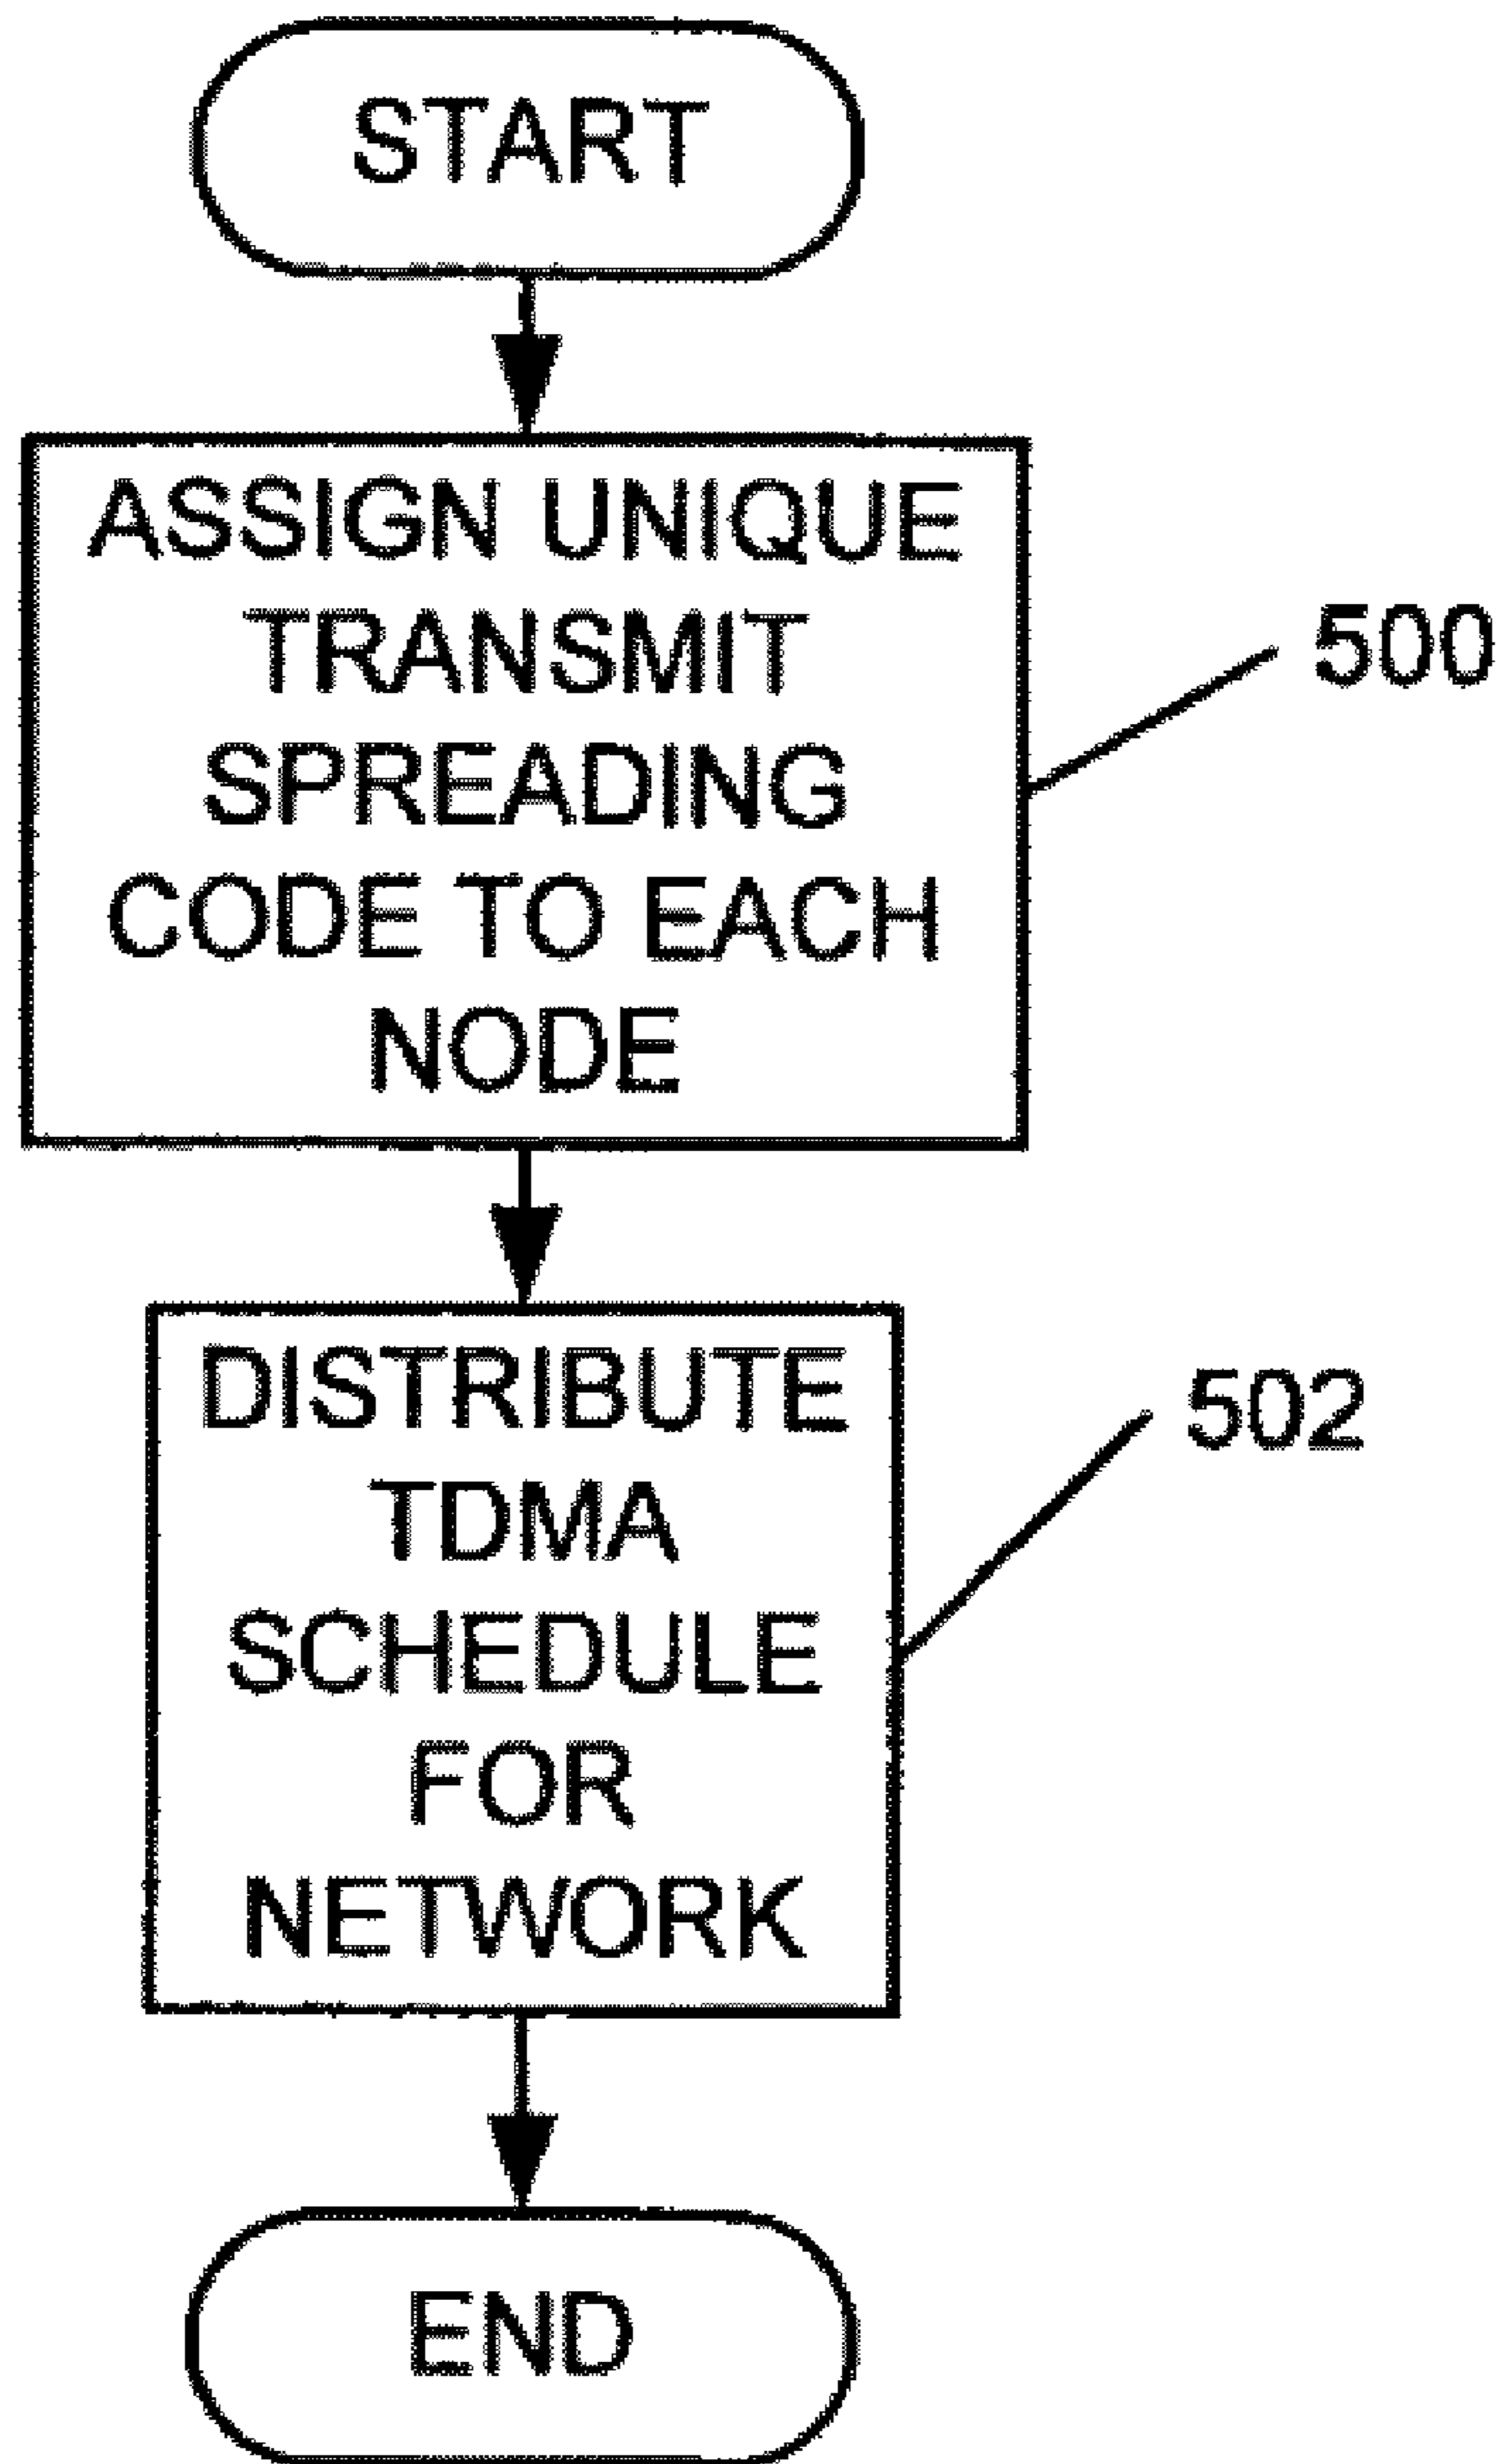 START
ASSIGN UNIQUE
TRANSMIT
SPREADING
CODE TO EACH
NODE
500
DISTRIBUTE
TDMA
SCHEDULE
FOR
NETWORK
502
END